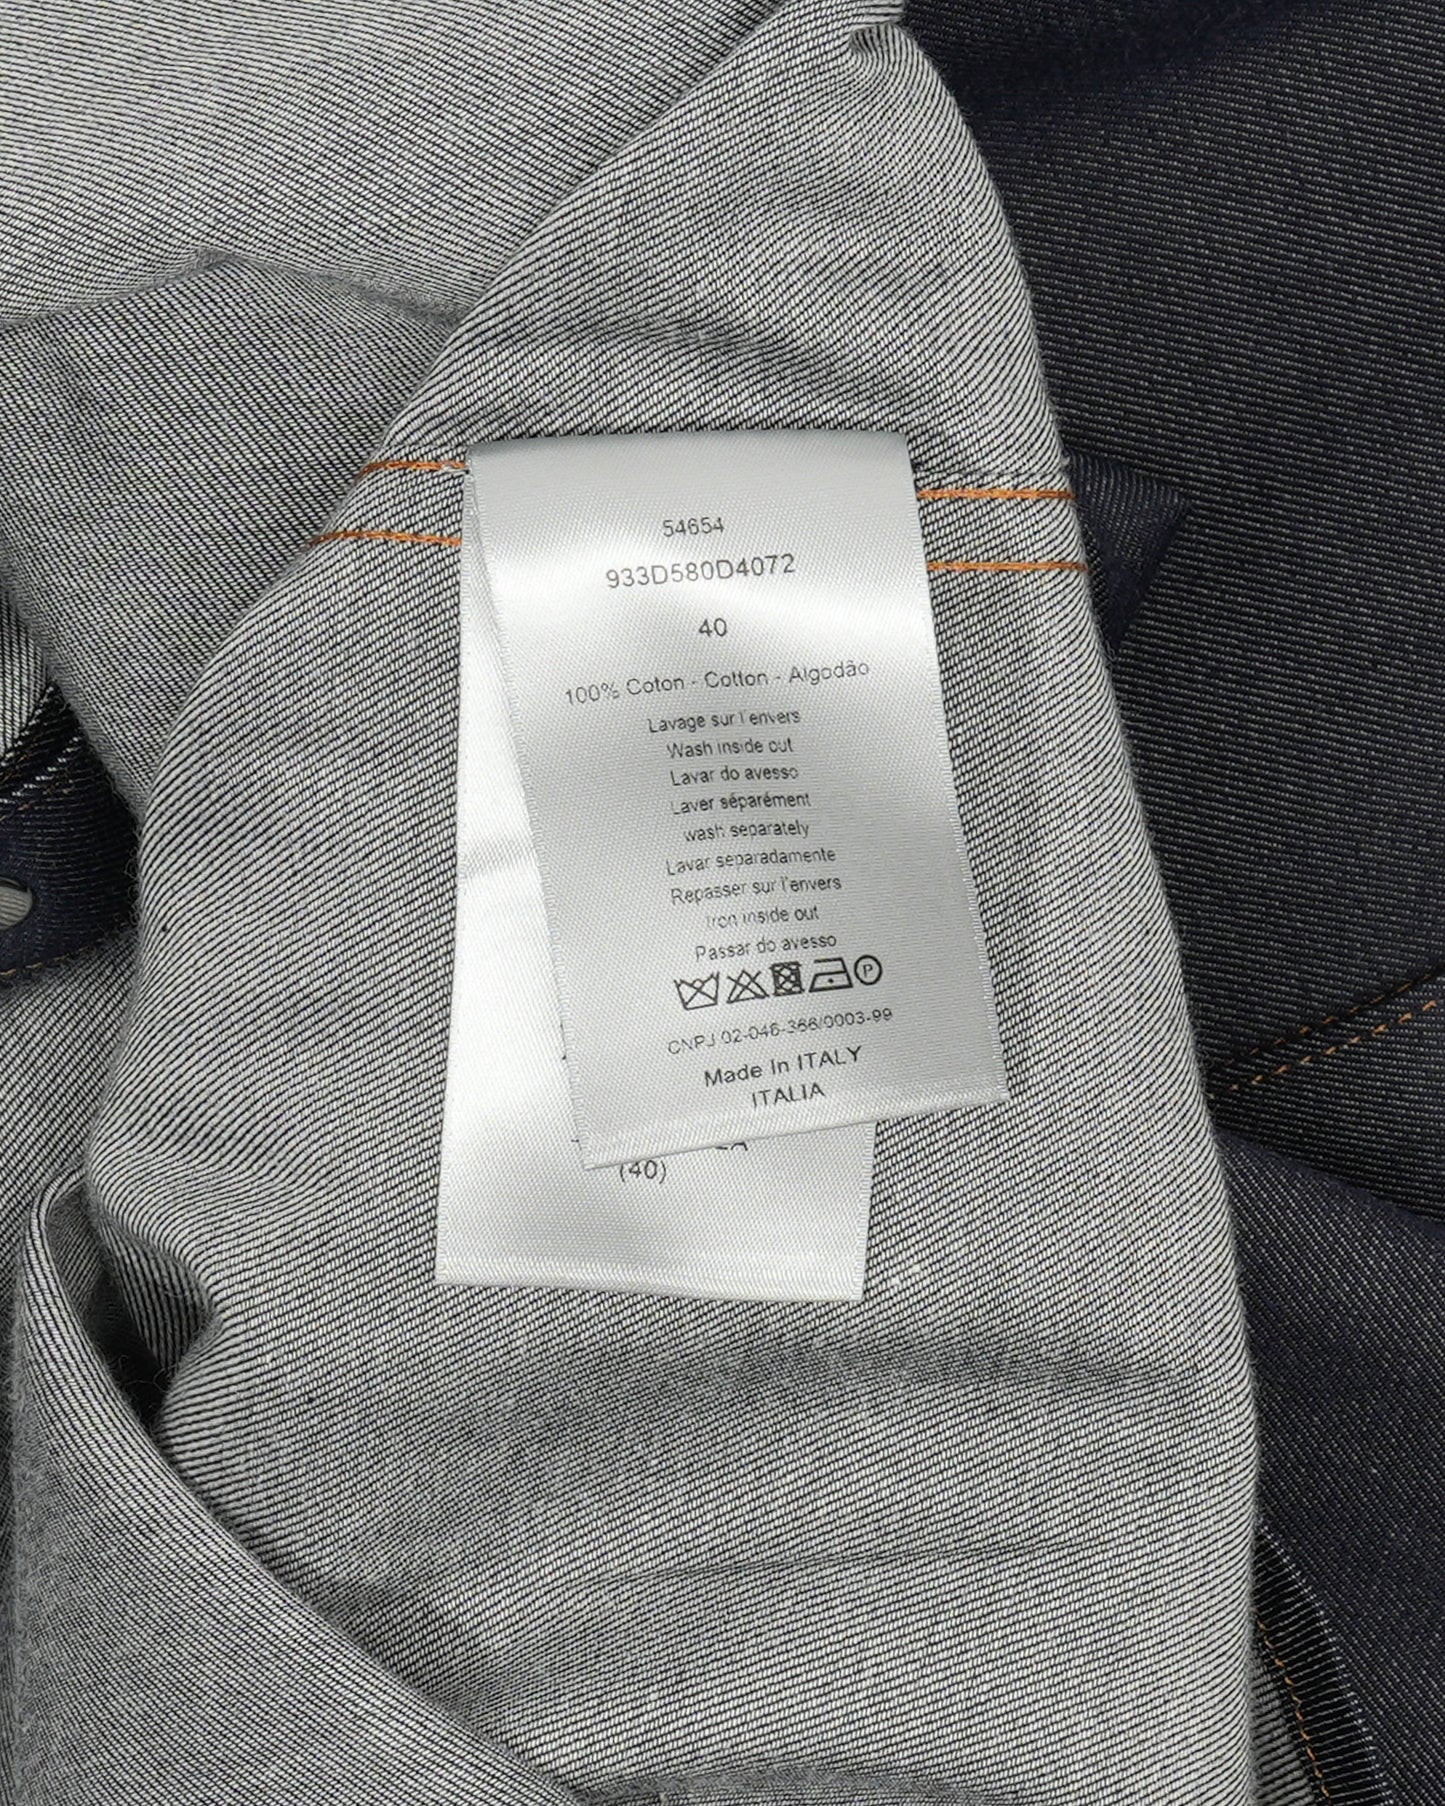 54654
933D580D4072
40
100% Coton - Cotton - Algodão
Lavage sur l'envers
Wash inside out
Lavar do avesso
Laver séparément
wash separately
Lavar separadamente
Repasser sur l'envers
Iron inside out
Passar do avesso
P
CNPJ 02-046-366/0003-99
Made In ITALY
ITALIA
(40)